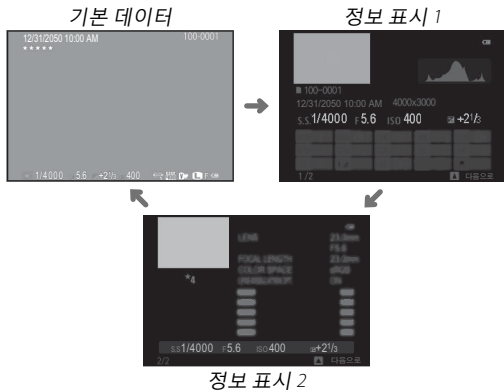 기본 데이터
정보 표시 1
12/31/2050 10:00 AM 100-0001
★★★★★
1/4000 5.6 +2 1/3 400 L F
100-0001
12/31/2050 10:00 AM 4000x3000
S.S. 1/4000 F 5.6 ISO 400 +2 1/3
1/2 다음으로
LENS 23.0mm
F5.6
FOCAL LENGTH 23.0mm
COLOR SPACE sRGB
ON
*4
S.S 1/4000 F 5.6 ISO 400 +2 1/3
2/2 다음으로
정보 표시 2